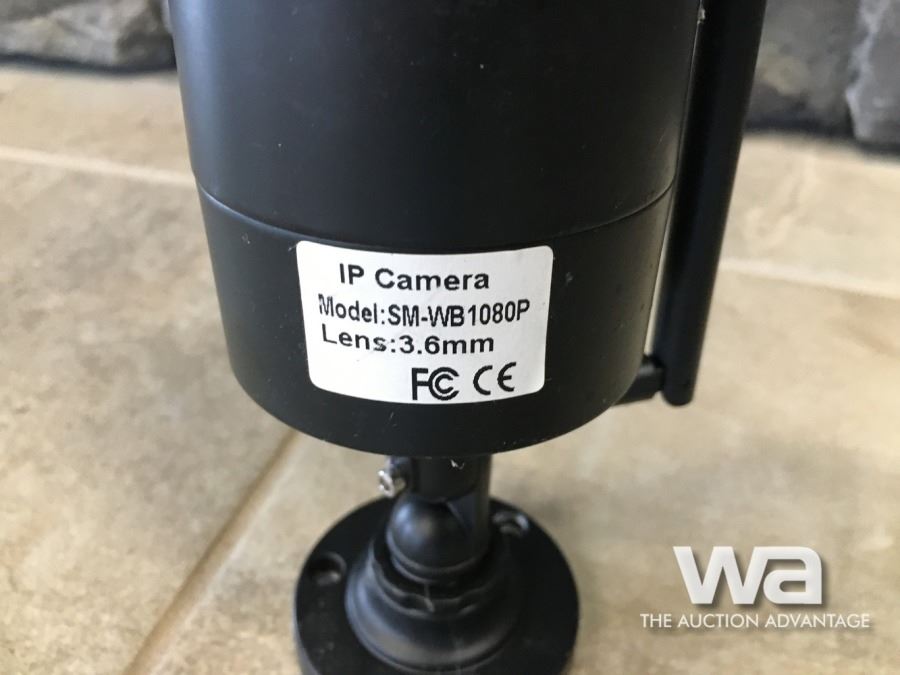 IP Camera
Model:SM-WB1080P
Lens:3.6mm
FC CE
wa
THE AUCTION ADVANTAGE